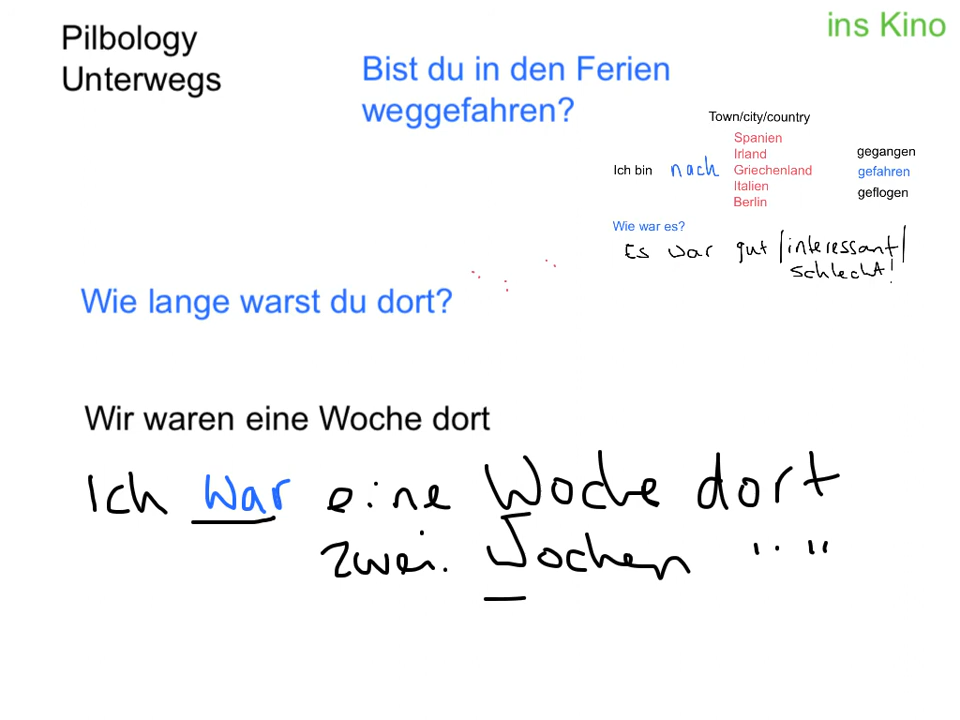 Pilbology
Unterwegs
ins Kino
Bist du in den Ferien
weggefahren?
Town/city/country
Spanien
Irland
Ich bin nach Griechenland
Italien
Berlin
gegangen
gefahren
geflogen
Wie war es?
Es war gut / interessant /
schlecht!
Wie lange warst du dort?
Wir waren eine Woche dort
Ich war eine Woche dort
zwei Wochen " "